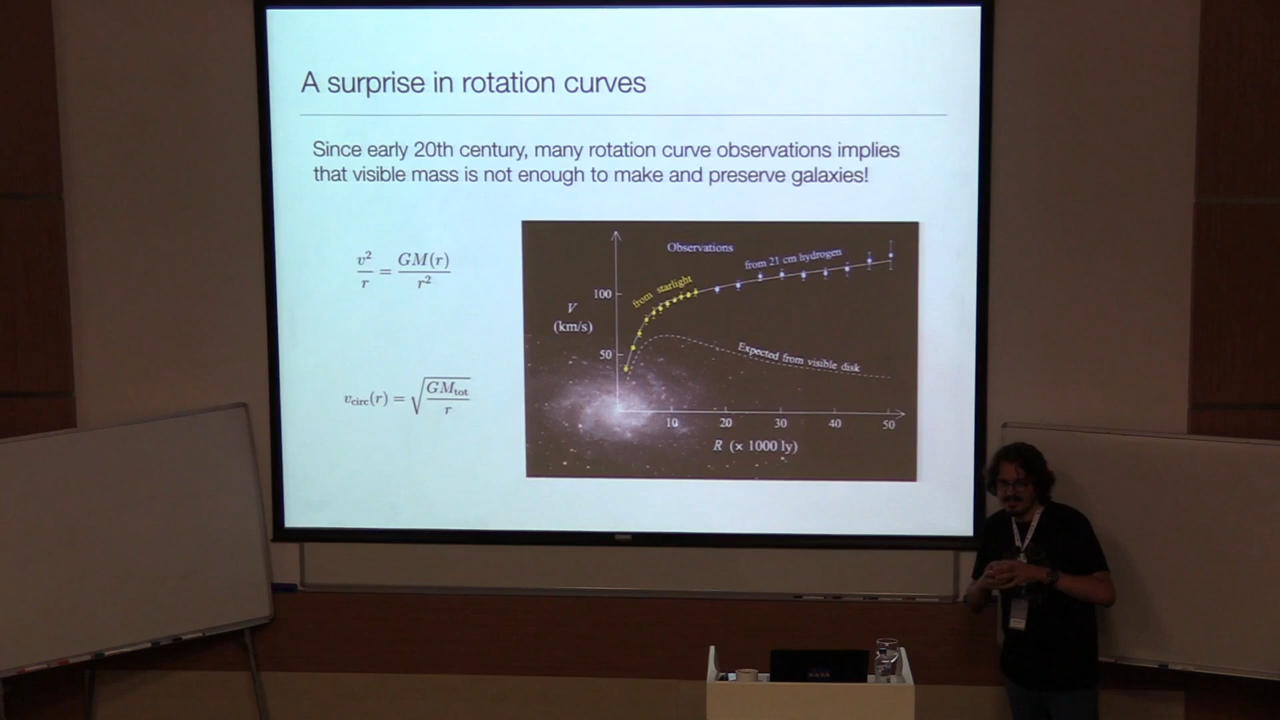 A surprise in rotation curves
Since early 20th century, many rotation curve observations implies
that visible mass is not enough to make and preserve galaxies!
v²/r = GM(r)/r²
v_circ(r) = √(GM_tot/r)
Observations
from 21 cm hydrogen
from starlight
100
V
(km/s)
50
Expected from visible disk
10 20 30 40 50
R (× 1000 ly)